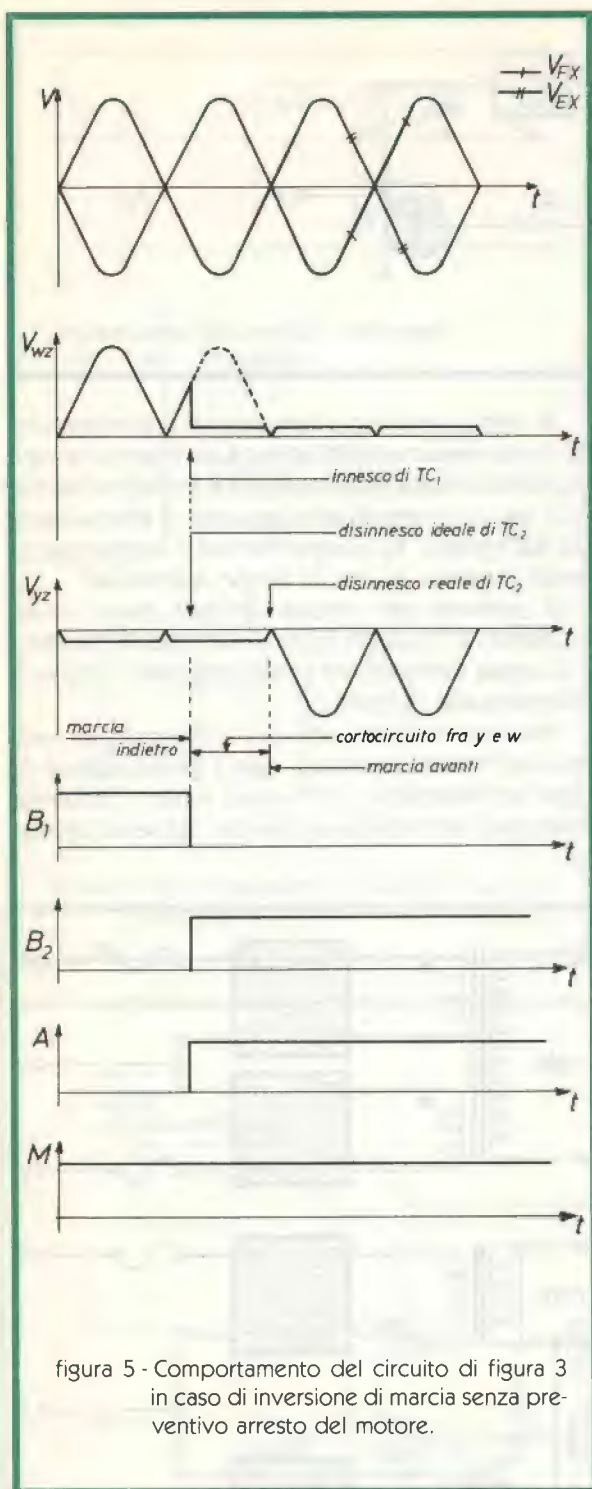 V_FX
V_EX
V
t
V_wz
t
innesco di TC₁
disinnesco ideale di TC₂
V_yz
disinnesco reale di TC₂
t
marcia
indietro
cortocircuito fra y e w
marcia avanti
B₁
t
B₂
t
A
t
M
t
figura 5 - Comportamento del circuito di figura 3
in caso di inversione di marcia senza pre-
ventivo arresto del motore.